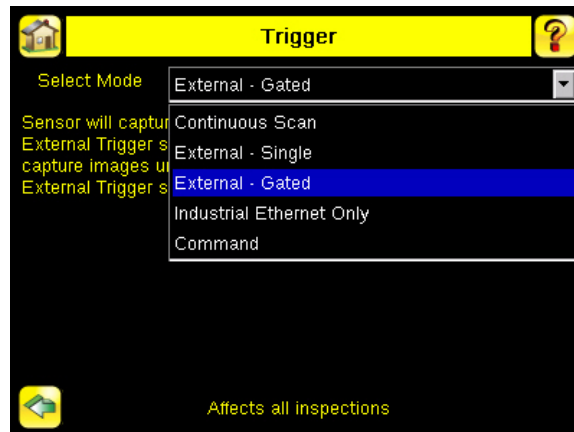 Trigger
?
Select Mode External - Gated
Continuous Scan
External - Single
External - Gated
Industrial Ethernet Only
Command
Sensor will
External Trigger
capture images
External Trigger
Affects all inspections